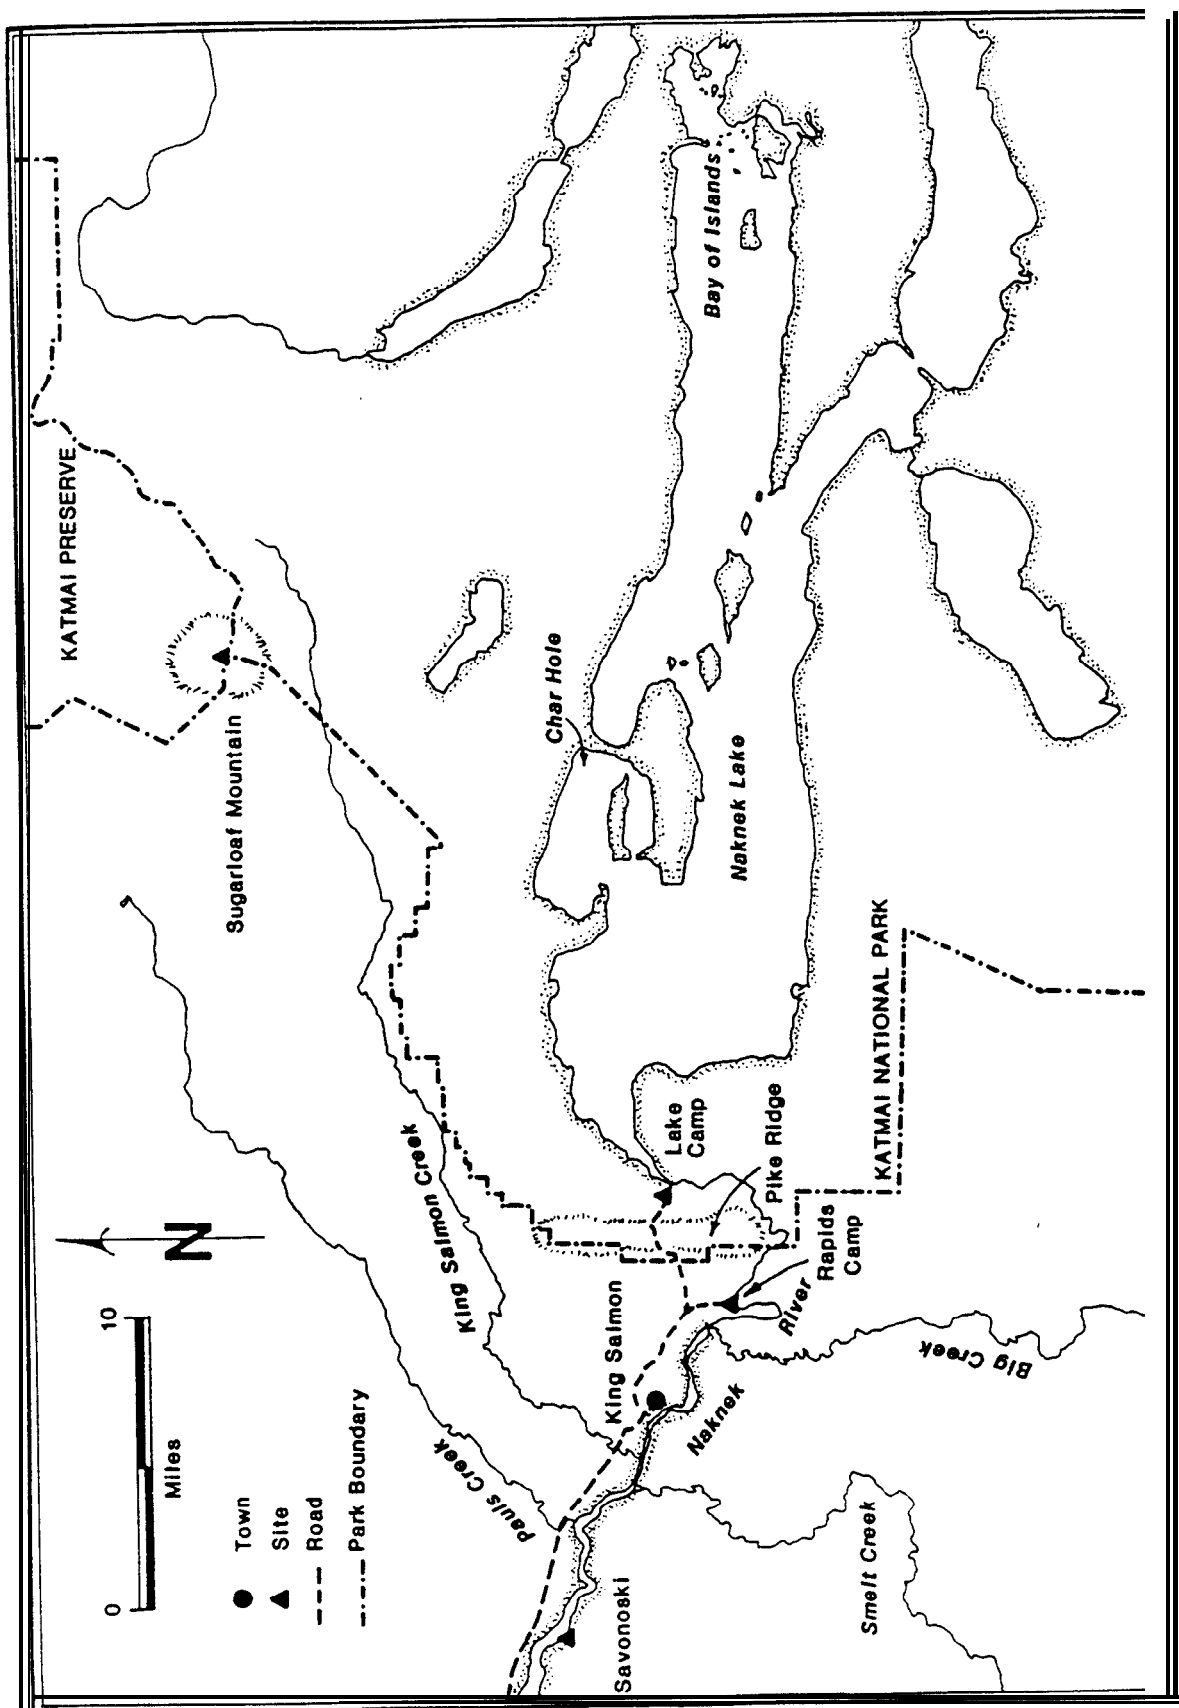 KATMAI PRESERVE
Sugarloaf Mountain
Char Hole
Bay of Islands
Naknek Lake
KATMAI NATIONAL PARK
King Salmon Creek
Pauls Creek
Lake
Camp
Pike Ridge
Rapids
Camp
King Salmon
Naknek
River
Big Creek
Smelt Creek
Savonoski
N
0
10
Miles
Town
Site
Road
Park Boundary